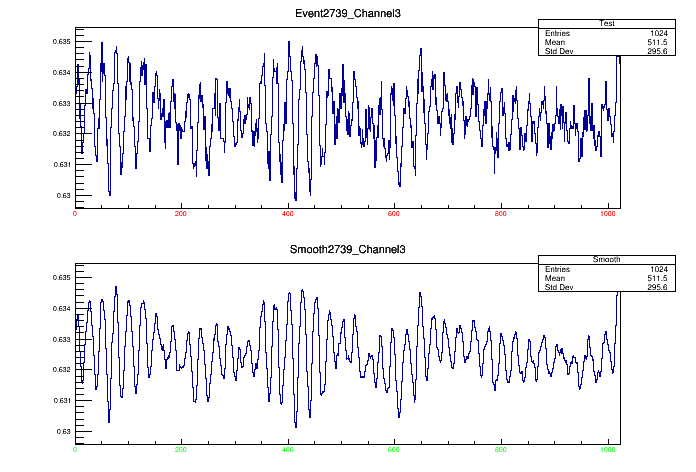 Event2739_Channel3
Test
Entries 1024
Mean 511.5
Std Dev 295.6
0.635
0.634
0.633
0.632
0.631
0.63
0 200 400 600 800 1000
Smooth2739_Channel3
Smooth
Entries 1024
Mean 511.5
Std Dev 295.6
0.635
0.634
0.633
0.632
0.631
0.63
0 200 400 600 800 1000